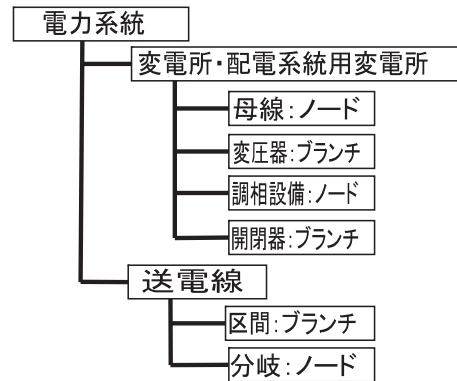 電力系統
変電所・配電系統用変電所
母線:ノード
変圧器:ブランチ
調相設備:ノード
開閉器:ブランチ
送電線
区間:ブランチ
分岐:ノード